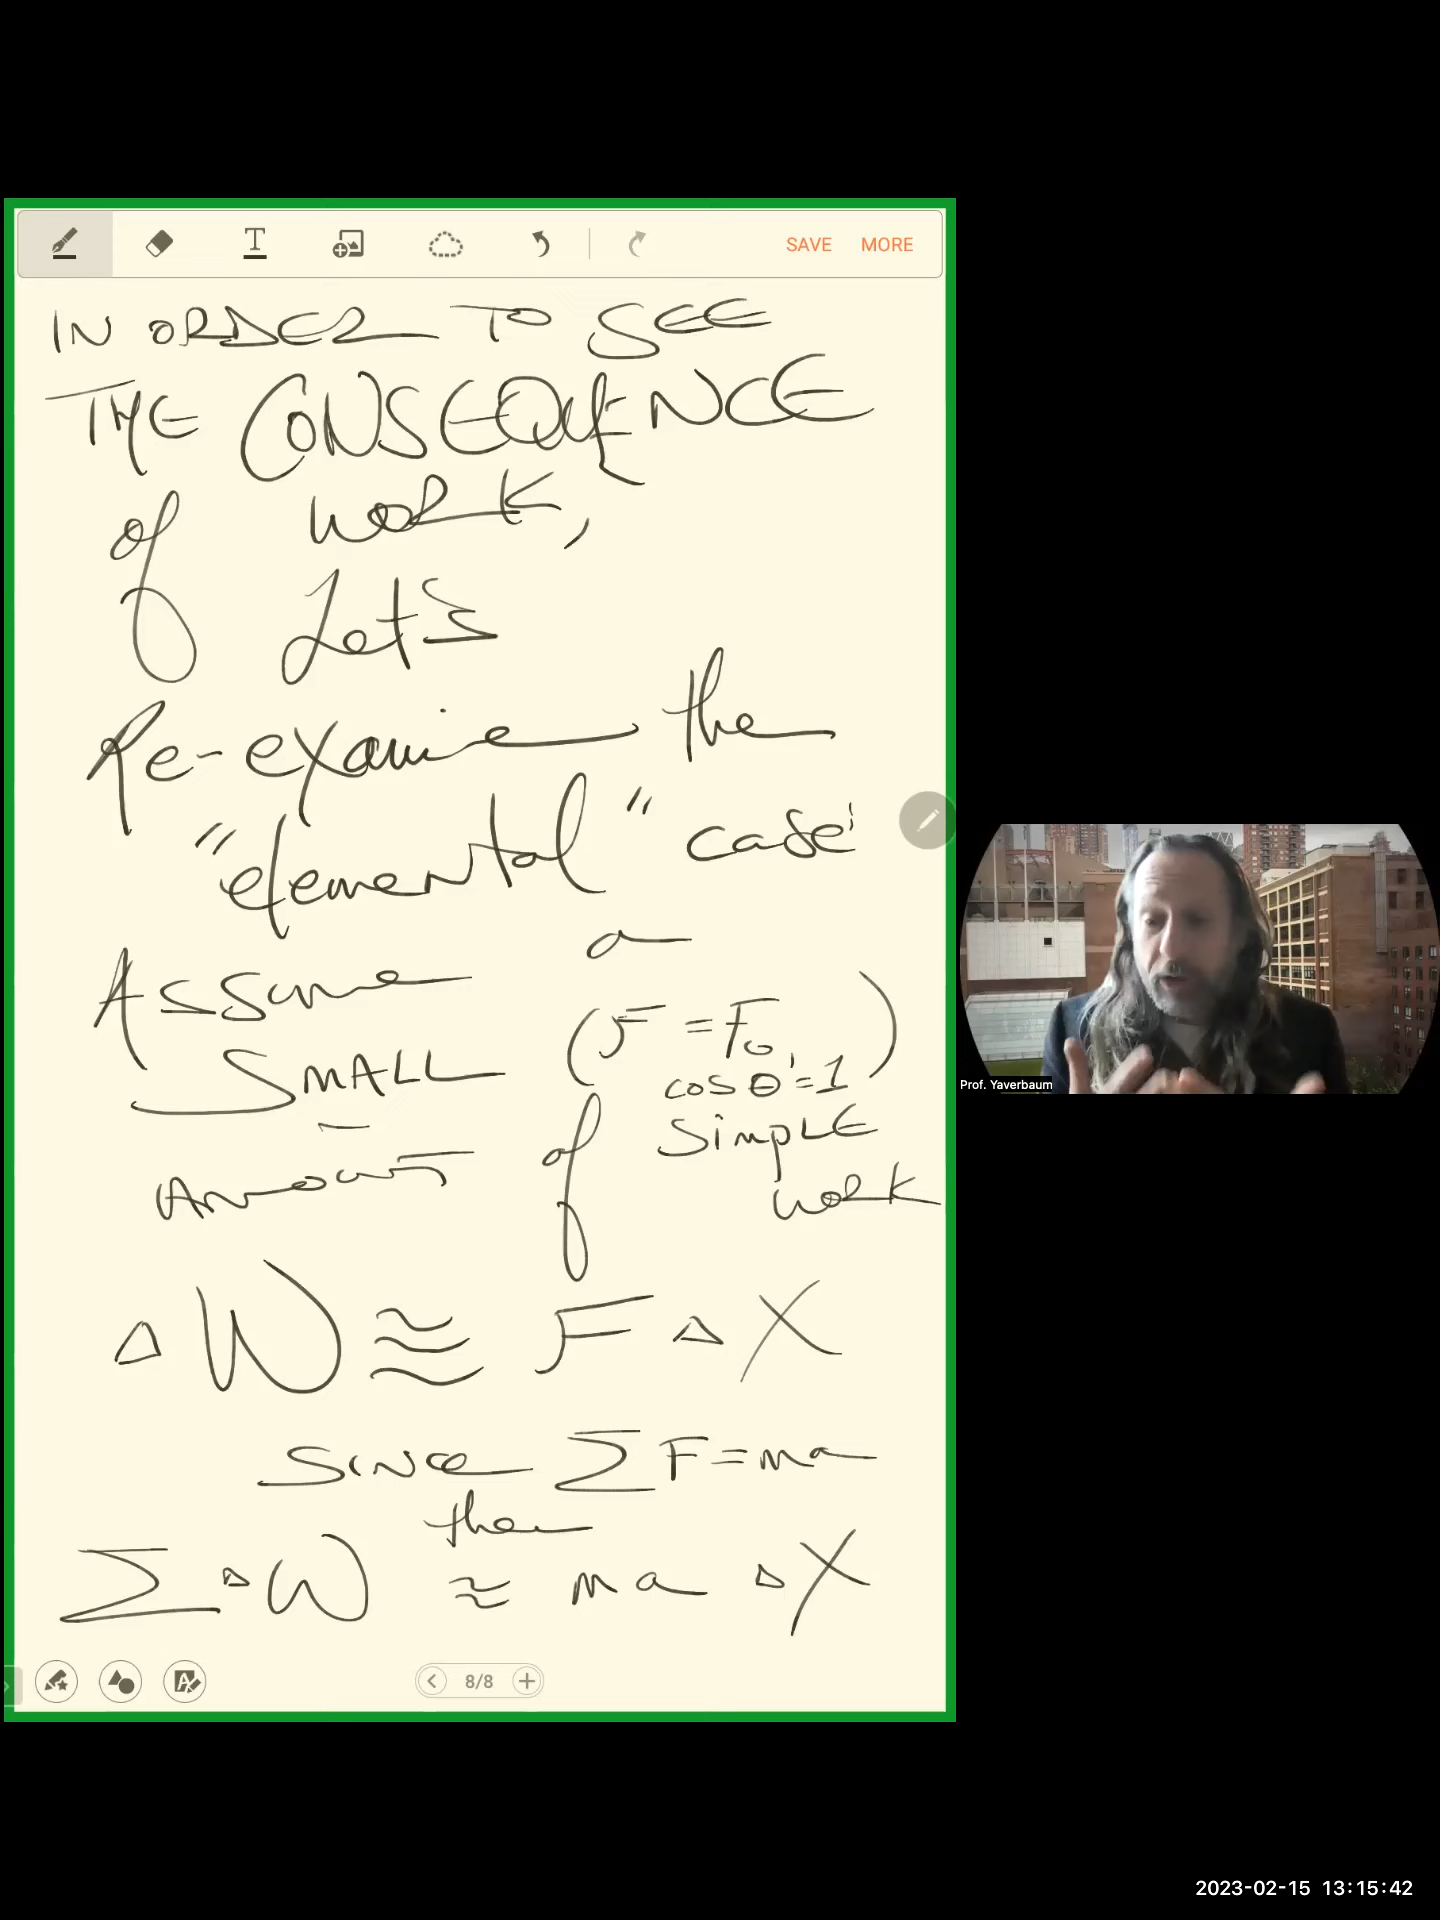 SAVE MORE
IN ORDER TO SEE
THE CONSEQUENCE
of work,
Let's
Re-examine the
"elemental" case:
Assume a
SMALL (F = F₀, cos θ = 1)
amount of simple work
ΔW ≈ F ΔX
since ΣF = ma
then
ΣΔW ≈ ma ΔX
8/8
Prof. Yaverbaum
2023-02-15 13:15:42